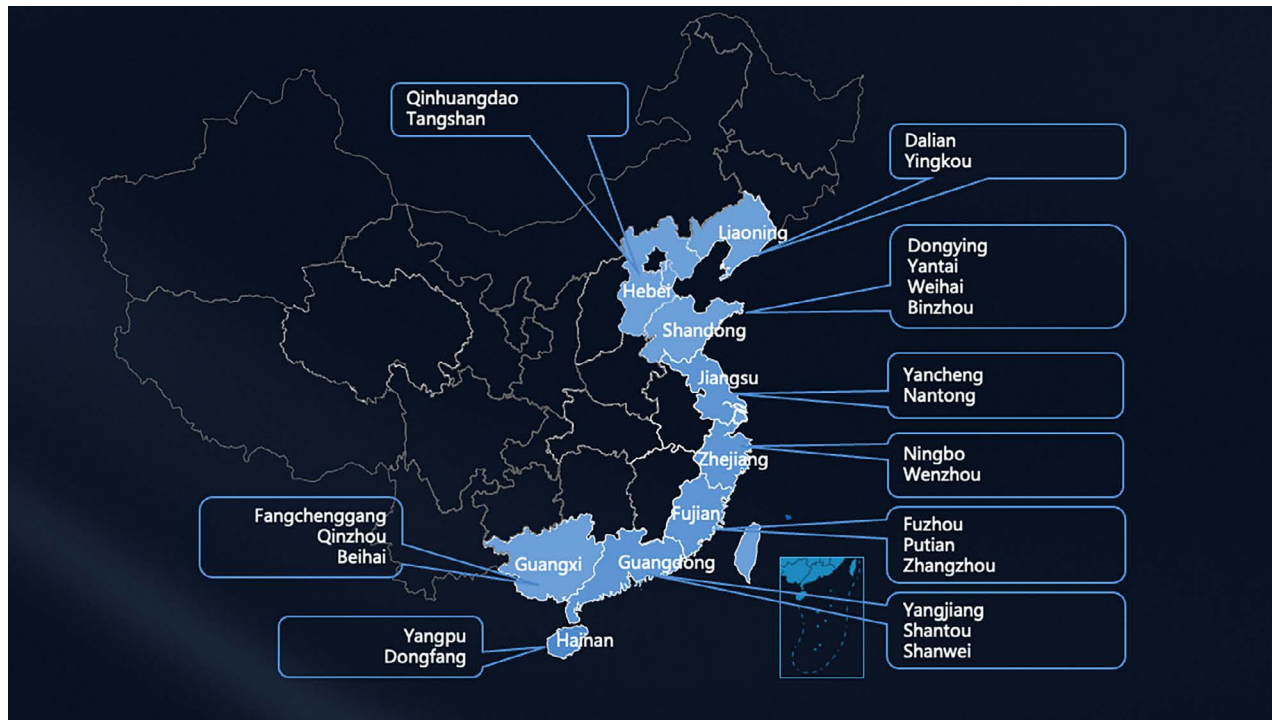 Qinhuangdao
Tangshan
Dalian
Yingkou
Liaoning
Dongying
Yantai
Weihai
Binzhou
Hebei
Shandong
Jiangsu
Yancheng
Nantong
Zhejiang
Ningbo
Wenzhou
Fangchenggang
Qinzhou
Beihai
Fujian
Fuzhou
Putian
Zhangzhou
Guangxi
Guangdong
Yangjiang
Shantou
Shanwei
Yangpu
Dongfang
Hainan